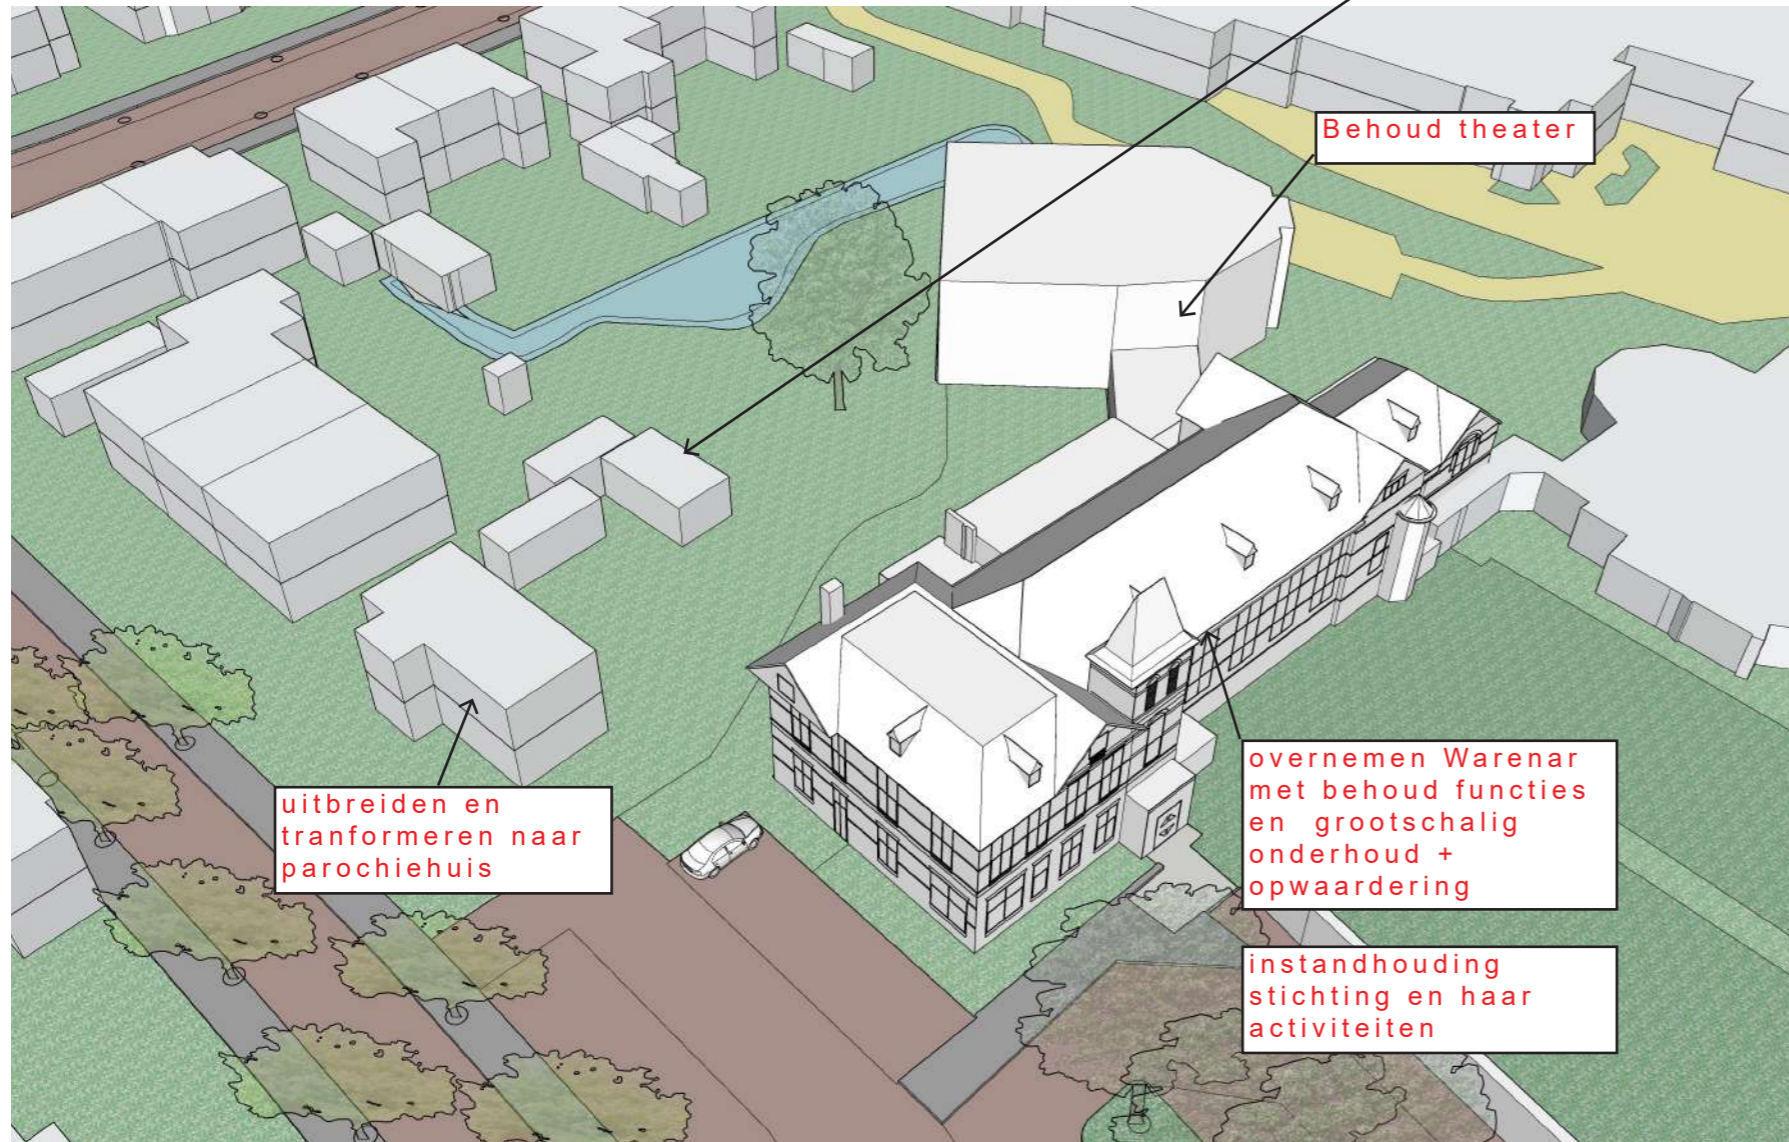 Behoud theater
uitbreiden en
tranformeren naar
parochiehuis
overnemen Warenar
met behoud functies
en grootschalig
onderhoud +
opwaardering
instandhouding
stichting en haar
activiteiten